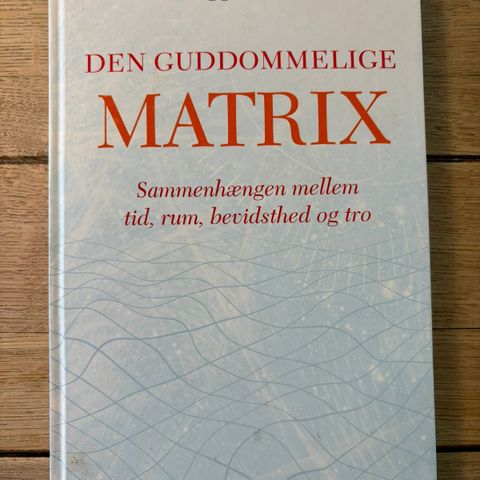 DEN GUDDOMMELIGE
MATRIX
Sammenhængen mellem
tid, rum, bevidsthed og tro